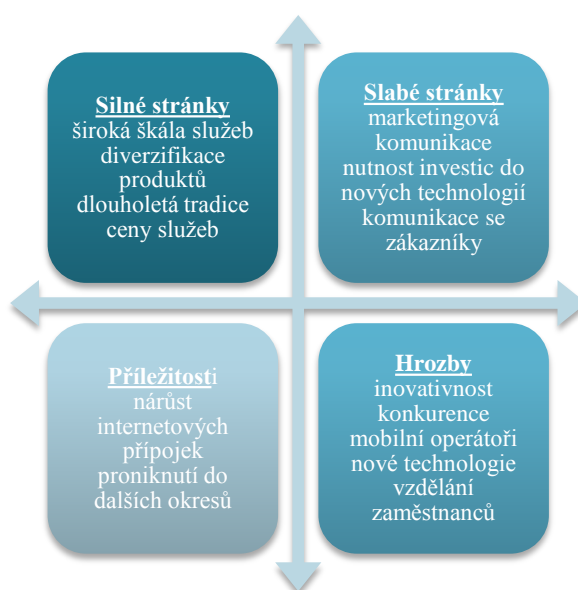 Silné stránky
široká škála služeb
diverzifikace
produktů
dlouholetá tradice
ceny služeb
Slabé stránky
marketingová
komunikace
nutnost investic do
nových technologií
komunikace se
zákazníky
Příležitosti
nárůst
internetových
přípojek
proniknutí do
dalších okresů
Hrozby
inovativnost
konkurence
mobilní operátoři
nové technologie
vzdělání
zaměstnanců